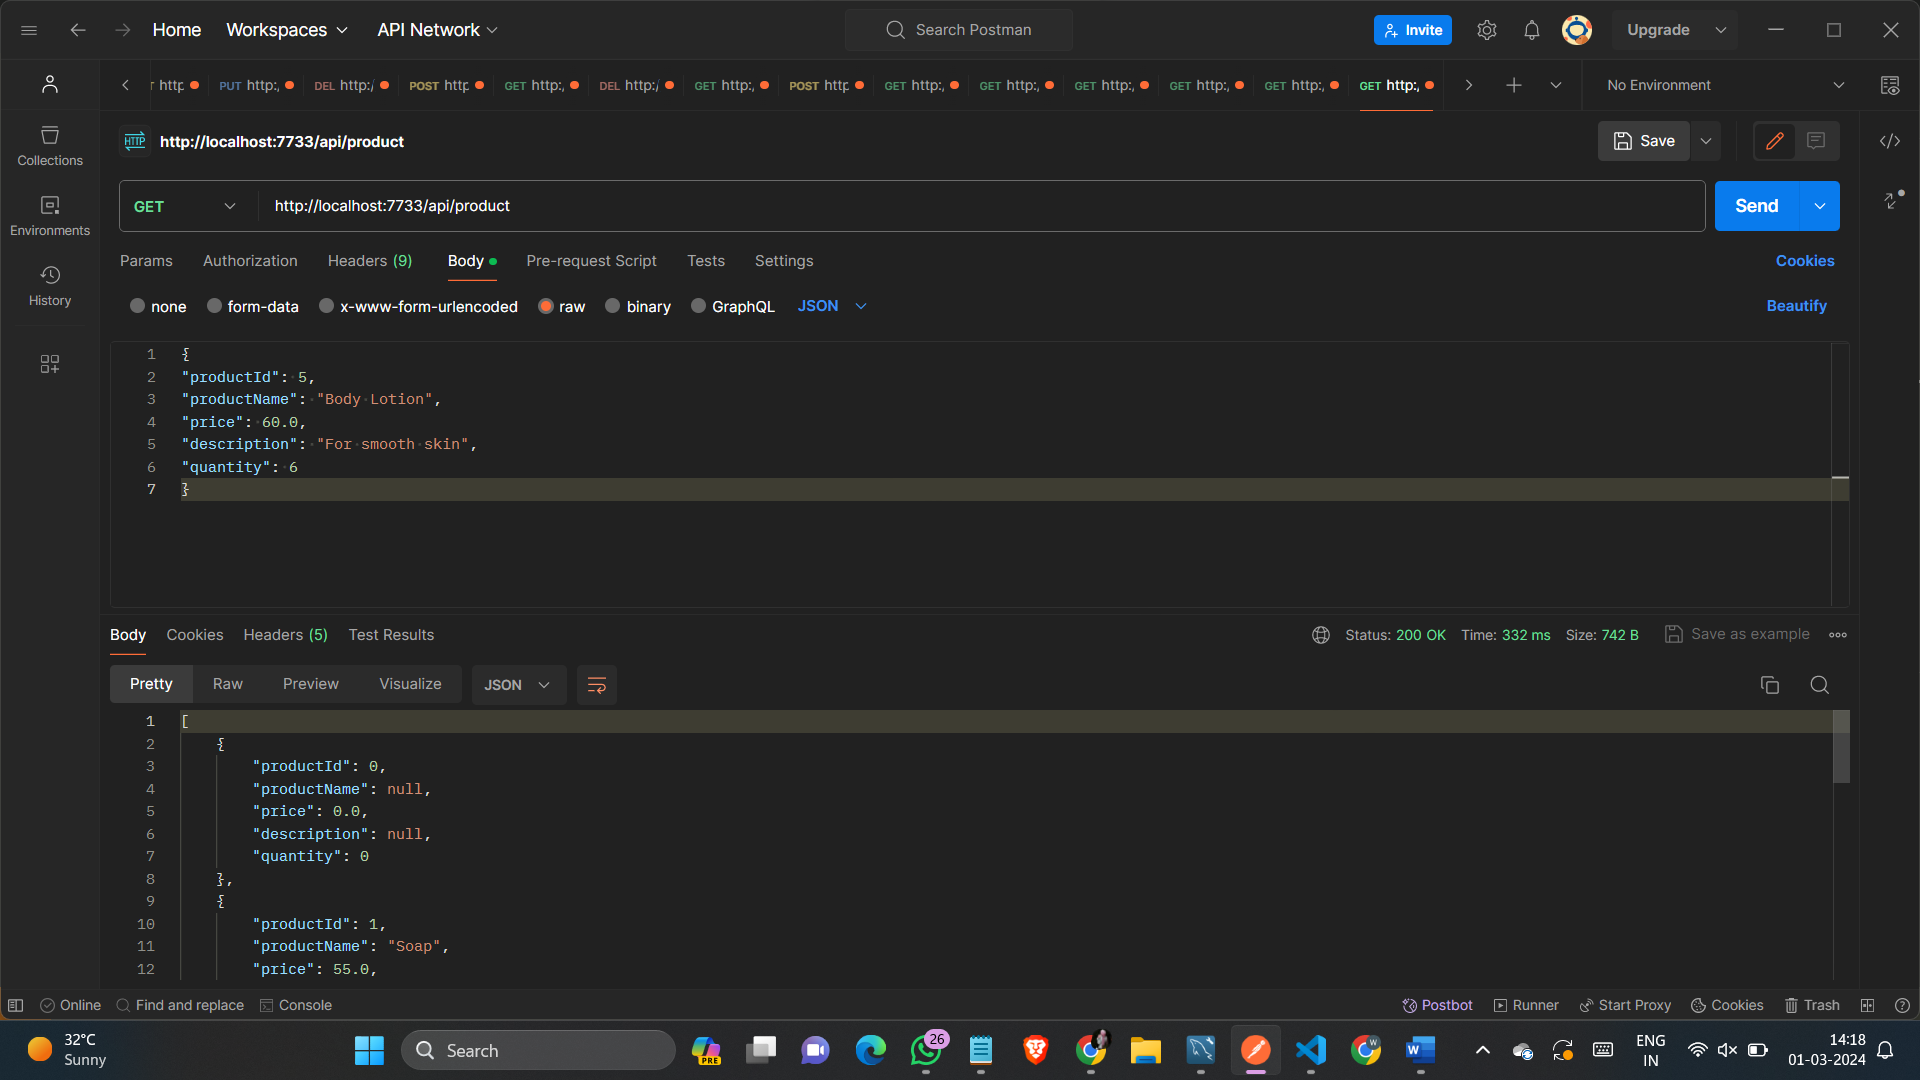 Home Workspaces API Network Search Postman Invite Upgrade
http PUT http:/ DEL http:/ POST http GET http:/ DEL http:/ GET http:/ POST http GET http:/ GET http:/ GET http:/ GET http:/ GET http:/ GET http:/ No Environment
HTTP http://localhost:7733/api/product Save
Collections
Environments
History
GET http://localhost:7733/api/product Send
Params Authorization Headers (9) Body Pre-request Script Tests Settings Cookies
none form-data x-www-form-urlencoded raw binary GraphQL JSON Beautify
1 {
2 "productId": 5,
3 "productName": "Body Lotion",
4 "price": 60.0,
5 "description": "For smooth skin",
6 "quantity": 6
7 }
Body Cookies Headers (5) Test Results Status: 200 OK Time: 332 ms Size: 742 B Save as example
Pretty Raw Preview Visualize JSON
1 [
2 {
3 "productId": 0,
4 "productName": null,
5 "price": 0.0,
6 "description": null,
7 "quantity": 0
8 },
9 {
10 "productId": 1,
11 "productName": "Soap",
12 "price": 55.0,
Online Find and replace Console Postbot Runner Start Proxy Cookies Trash
32°C
Sunny
Search
PRE
26
W
W
ENG
IN
14:18
01-03-2024